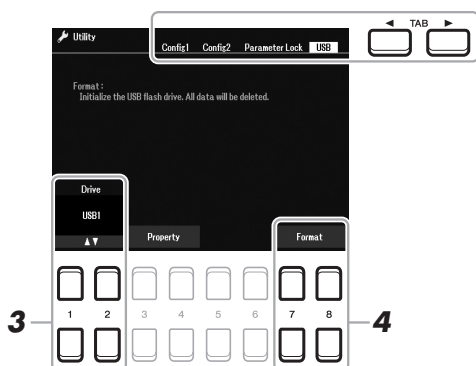 ◀ TAB ▶
Utility
Config1 Config2 Parameter Lock USB
Format :
Initialize the USB flash drive. All data will be deleted.
Drive
USB1
▲▼
Property
Format
1 2 3 4 5 6 7 8
3
4